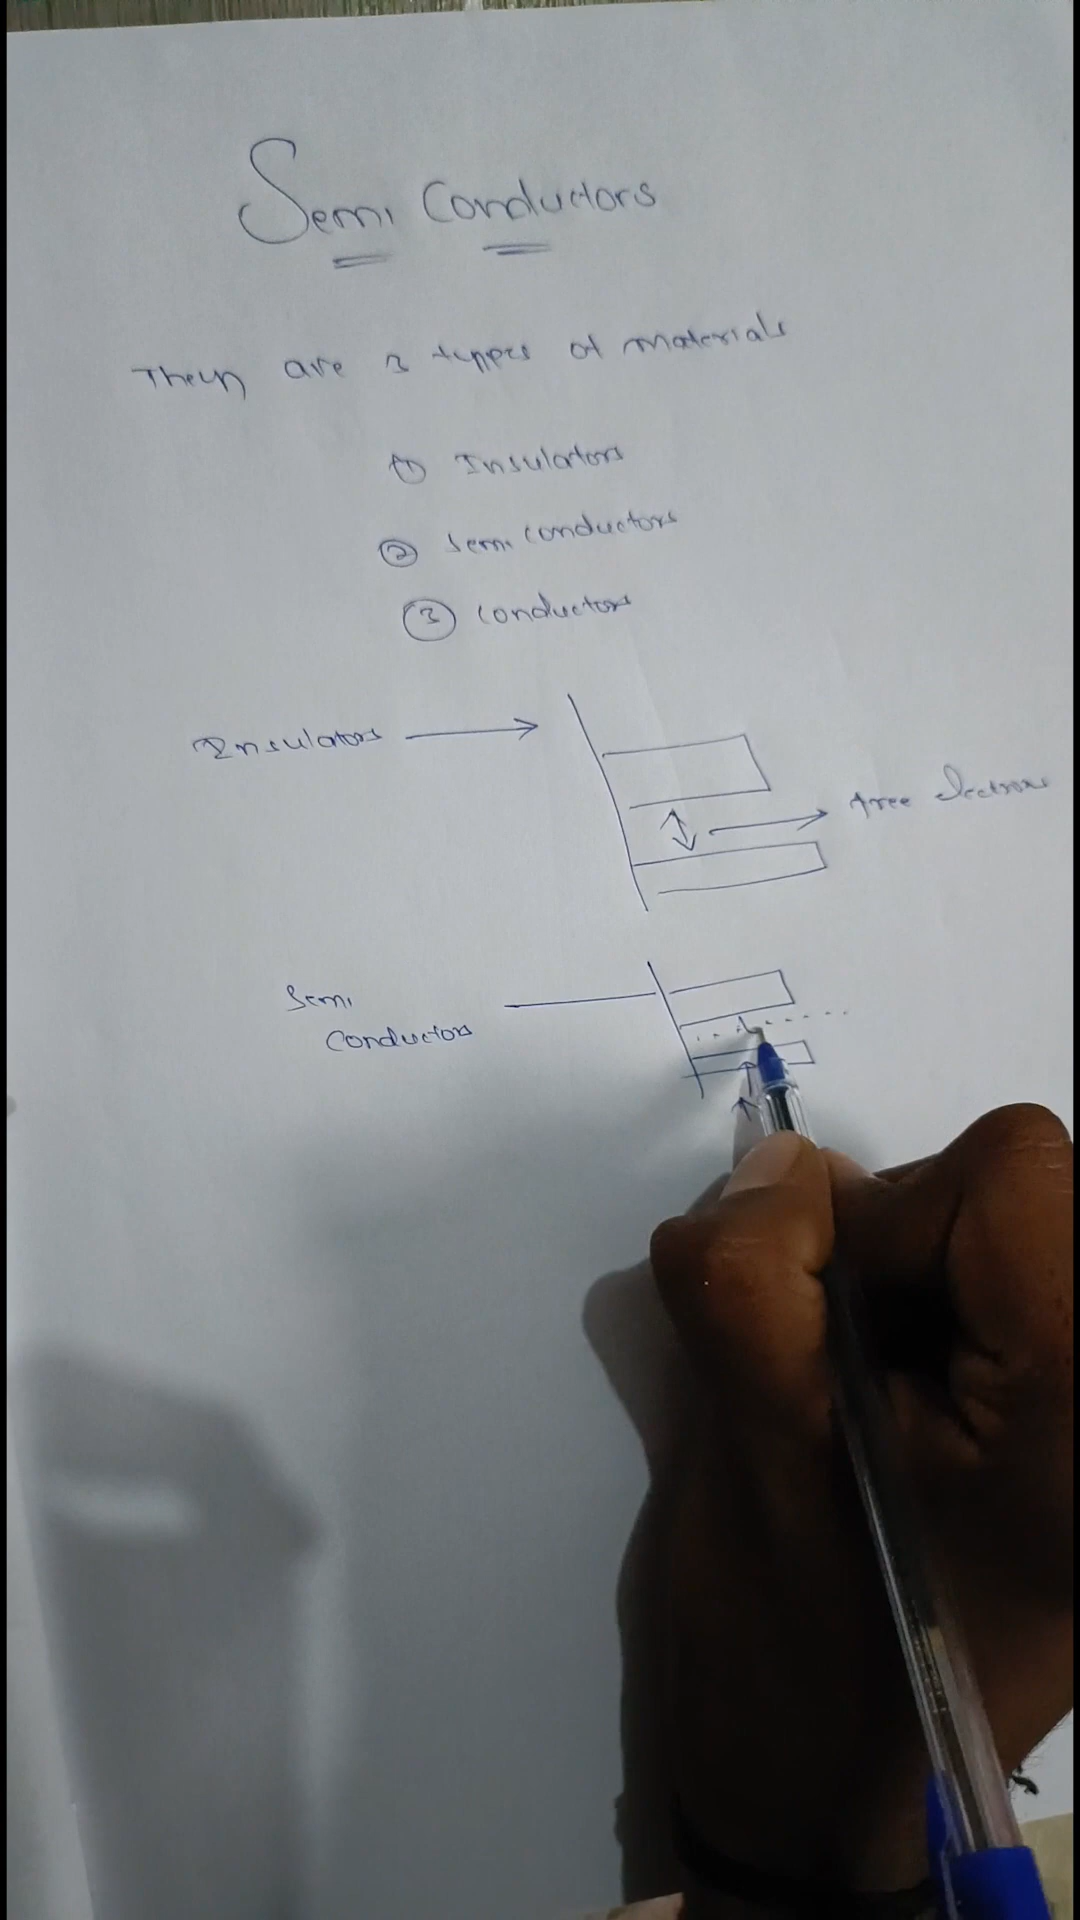 Semi Conductors
Theyn are 3 types of materials
① Insulators
② Semi conductors
③ conductors
Insulators
free electrons
Semi
Conductors